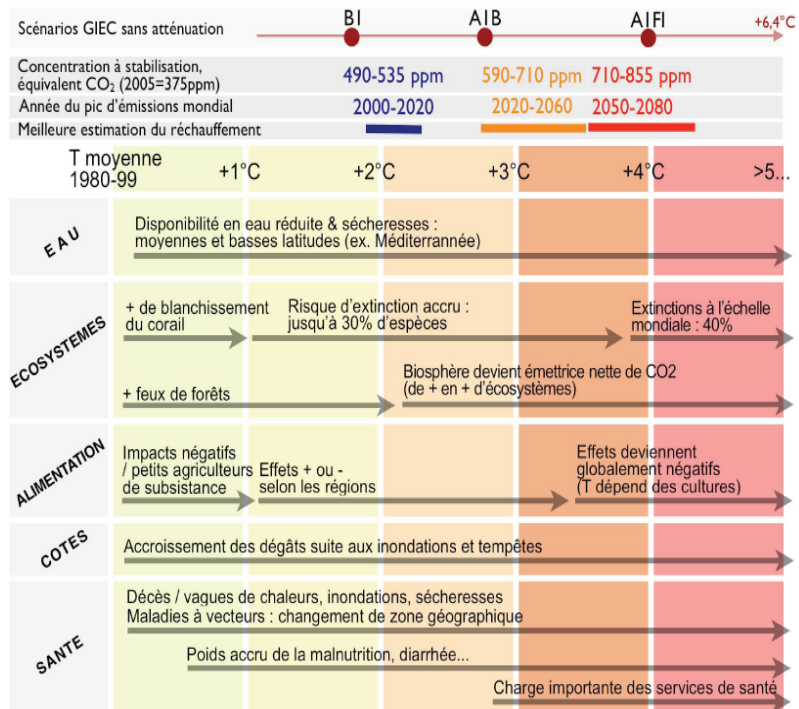 Scénarios GIEC sans atténuation
B1 A1B A1FI +6,4°C
Concentration à stabilisation,
équivalent CO₂ (2005=375ppm)
490-535 ppm 590-710 ppm 710-855 ppm
Année du pic d'émissions mondial 2000-2020 2020-2060 2050-2080
Meilleure estimation du réchauffement
T moyenne
1980-99
+1°C +2°C +3°C +4°C >5...
EAU
Disponibilité en eau réduite & sécheresses :
moyennes et basses latitudes (ex. Méditerrannée)
ECOSYSTEMES
+ de blanchissement
du corail
Risque d'extinction accru :
jusqu'à 30% d'espèces
Extinctions à l'échelle
mondiale : 40%
+ feux de forêts
Biosphère devient émettrice nette de CO2
(de + en + d'écosystèmes)
ALIMENTATION
Impacts négatifs
/ petits agriculteurs
de subsistance
Effets + ou -
selon les régions
Effets deviennent
globalement négatifs
(T dépend des cultures)
COTES
Accroissement des dégâts suite aux inondations et tempêtes
SANTE
Décès / vagues de chaleurs, inondations, sécheresses
Maladies à vecteurs : changement de zone géographique
Poids accru de la malnutrition, diarrhée...
Charge importante des services de santé